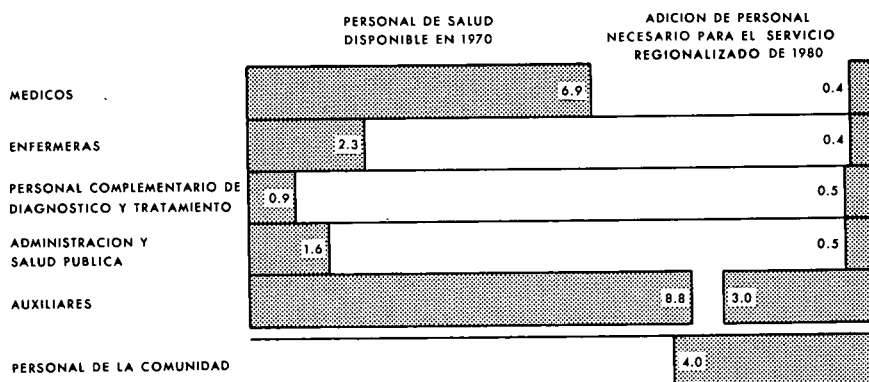 PERSONAL DE SALUD
DISPONIBLE EN 1970
ADICION DE PERSONAL
NECESARIO PARA EL SERVICIO
REGIONALIZADO DE 1980
MEDICOS 6.9 0.4
ENFERMERAS 2.3 0.4
PERSONAL COMPLEMENTARIO DE
DIAGNOSTICO Y TRATAMIENTO 0.9 0.5
ADMINISTRACION Y
SALUD PUBLICA 1.6 0.5
AUXILIARES 8.8 3.0
PERSONAL DE LA COMUNIDAD 4.0